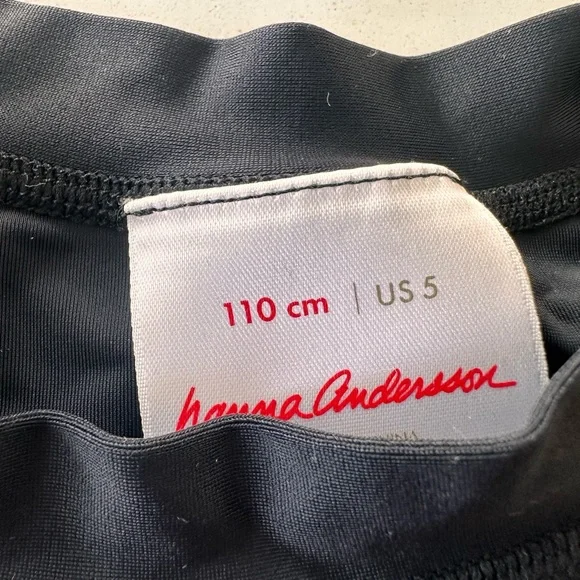 110 cm | US 5
hanna Andersson